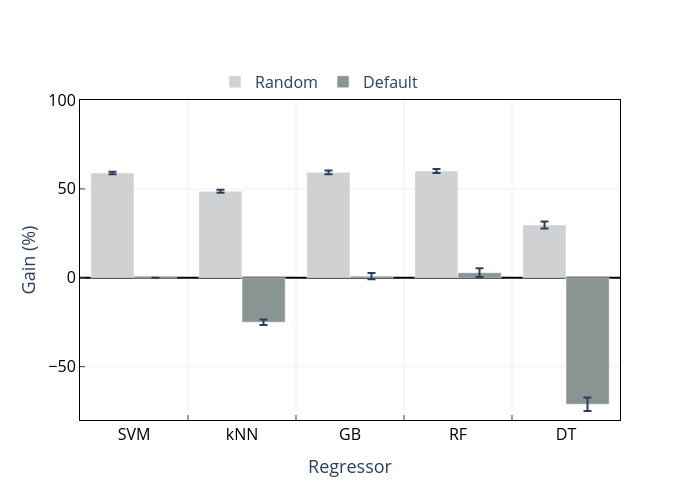 Random Default
100
50
0
−50
Gain (%)
SVM kNN GB RF DT
Regressor